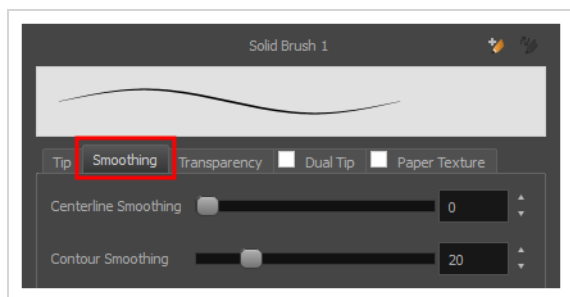 Solid Brush 1
Tip Smoothing Transparency Dual Tip Paper Texture
Centerline Smoothing 0
Contour Smoothing 20